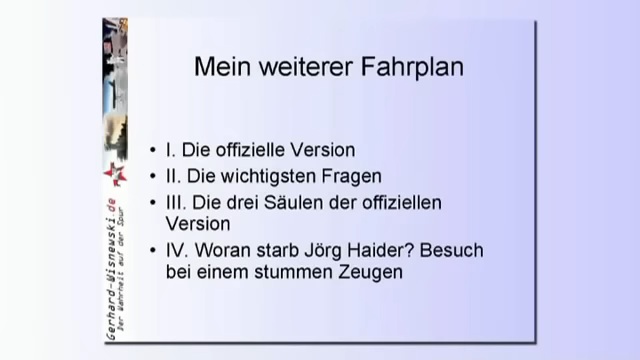 Mein weiterer Fahrplan
• I. Die offizielle Version
• II. Die wichtigsten Fragen
• III. Die drei Säulen der offiziellen
Version
• IV. Woran starb Jörg Haider? Besuch
bei einem stummen Zeugen
Gerhard-Wisnewski.de
Der Wahrheit auf der Spur